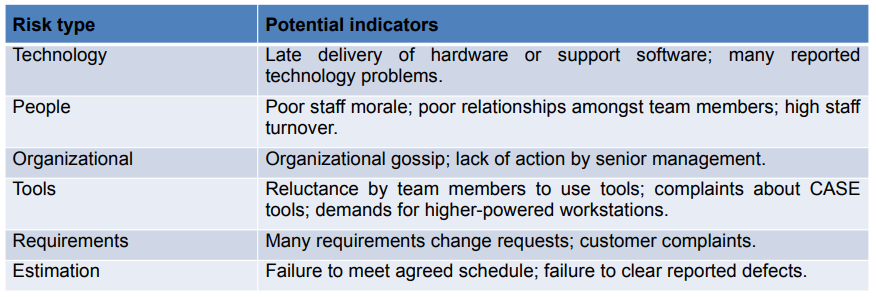 Risk type Potential indicators
Technology Late delivery of hardware or support software; many reported
technology problems.
People Poor staff morale; poor relationships amongst team members; high staff
turnover.
Organizational Organizational gossip; lack of action by senior management.
Tools Reluctance by team members to use tools; complaints about CASE
tools; demands for higher-powered workstations.
Requirements Many requirements change requests; customer complaints.
Estimation Failure to meet agreed schedule; failure to clear reported defects.